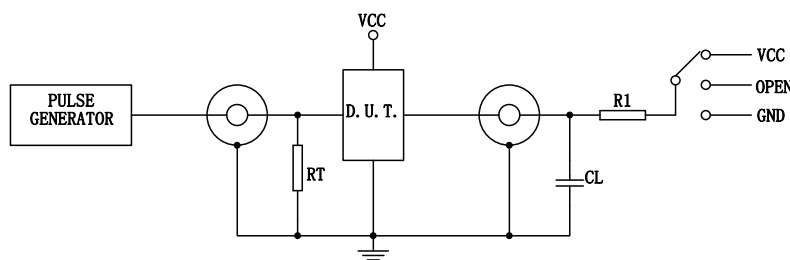 VCC
PULSE
GENERATOR
D. U. T.
RT
R1
CL
VCC
OPEN
GND